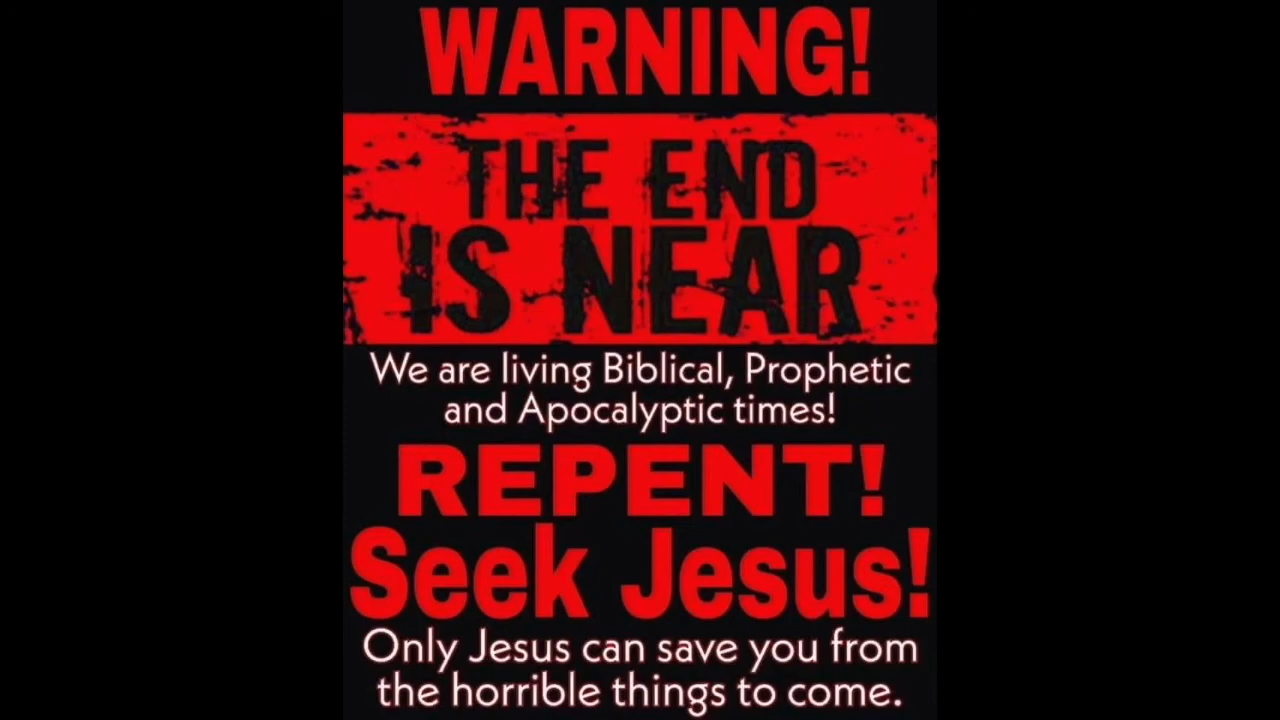 WARNING!
THE END
IS NEAR
We are living Biblical, Prophetic
and Apocalyptic times!
REPENT!
Seek Jesus!
Only Jesus can save you from
the horrible things to come.